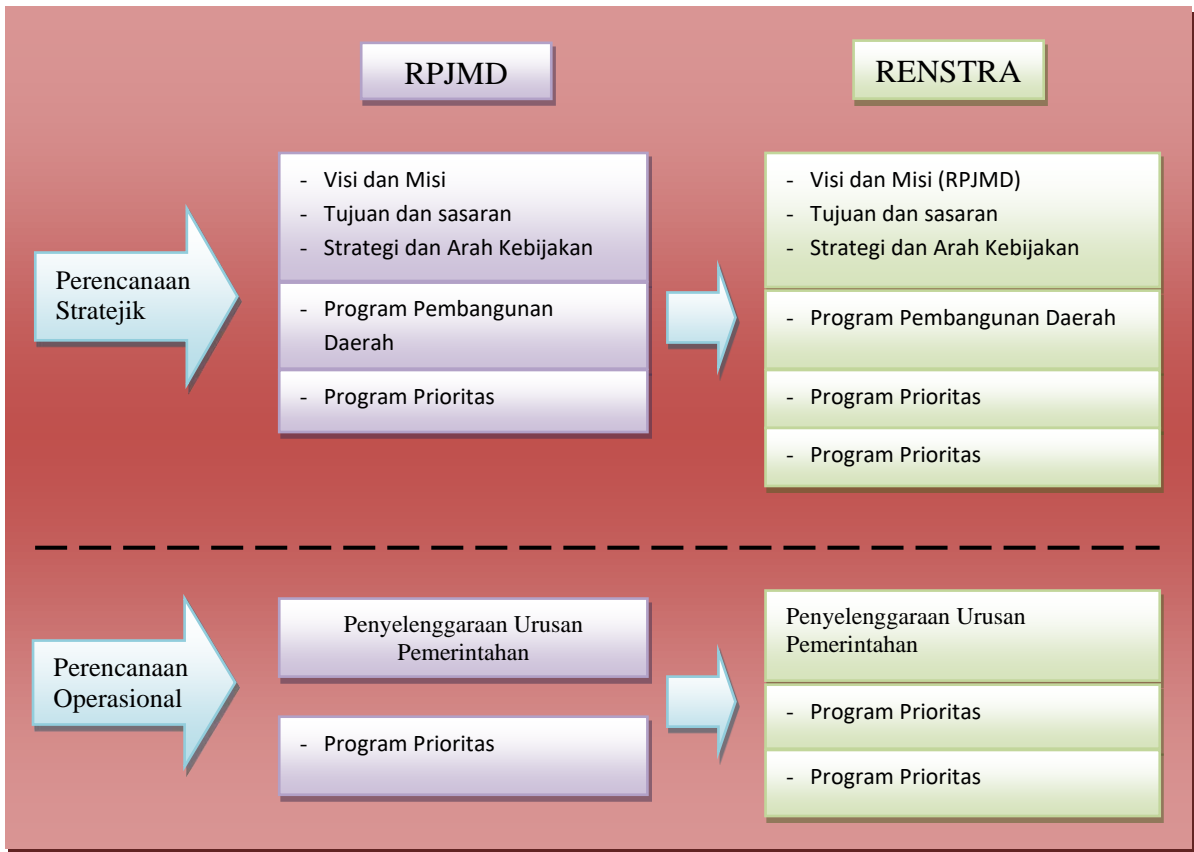 RPJMD
RENSTRA
Perencanaan
Stratejik
- Visi dan Misi
- Tujuan dan sasaran
- Strategi dan Arah Kebijakan
- Program Pembangunan
Daerah
- Program Prioritas
- Visi dan Misi (RPJMD)
- Tujuan dan sasaran
- Strategi dan Arah Kebijakan
- Program Pembangunan Daerah
- Program Prioritas
- Program Prioritas
Perencanaan
Operasional
Penyelenggaraan Urusan
Pemerintahan
- Program Prioritas
Penyelenggaraan Urusan
Pemerintahan
- Program Prioritas
- Program Prioritas